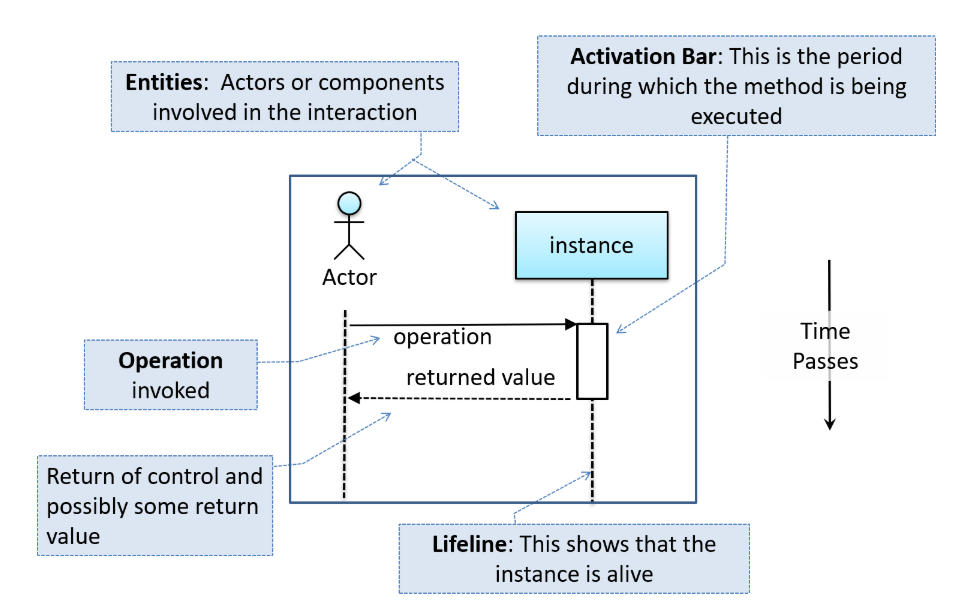 Entities:  Actors or components
involved in the interaction
Activation Bar: This is the period
during which the method is being
executed
instance
Actor
operation
Time
Passes
Operation
invoked
returned value
Return of control and
possibly some return
value
Lifeline: This shows that the
instance is alive